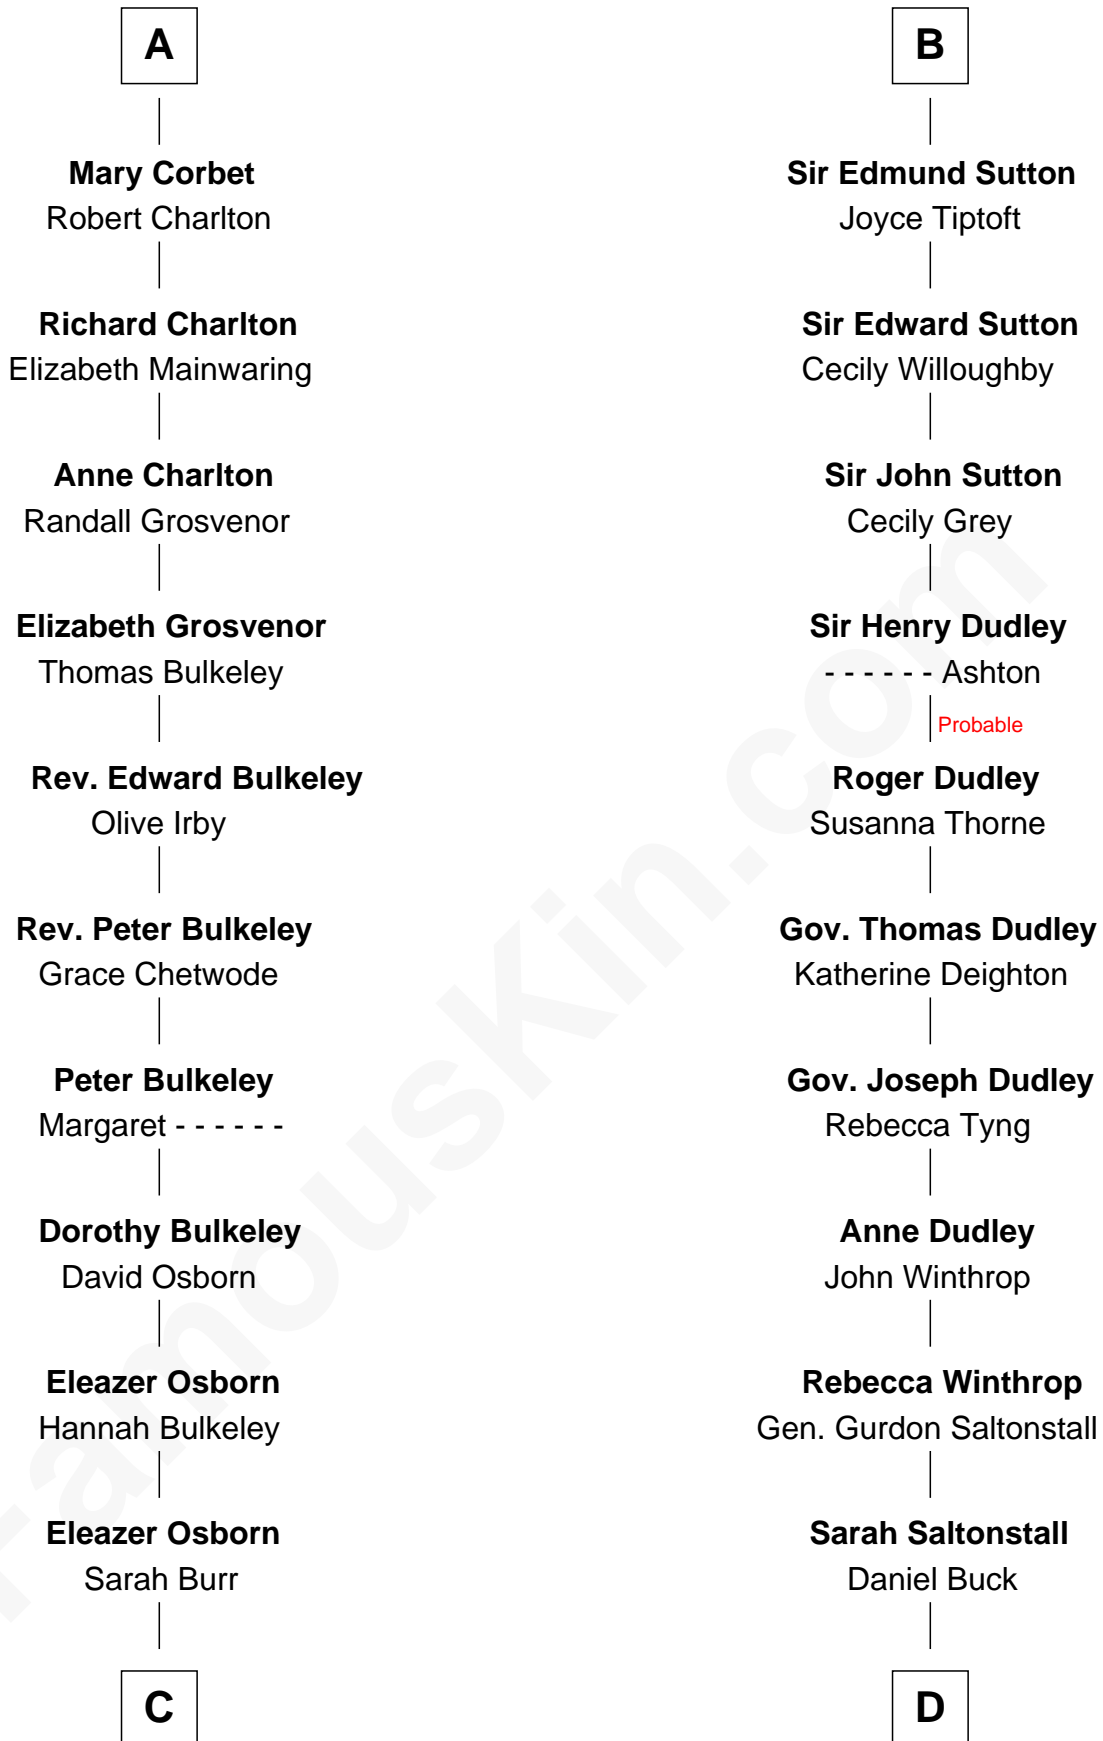 A
Mary Corbet
Robert Charlton
Richard Charlton
Elizabeth Mainwaring
Anne Charlton
Randall Grosvenor
Elizabeth Grosvenor
Thomas Bulkeley
Rev. Edward Bulkeley
Olive Irby
Rev. Peter Bulkeley
Grace Chetwode
Peter Bulkeley
Margaret - - - - - -
Dorothy Bulkeley
David Osborn
Eleazer Osborn
Hannah Bulkeley
Eleazer Osborn
Sarah Burr
C
B
Sir Edmund Sutton
Joyce Tiptoft
Sir Edward Sutton
Cecily Willoughby
Sir John Sutton
Cecily Grey
Sir Henry Dudley
- - - - - - Ashton
Probable
Roger Dudley
Susanna Thorne
Gov. Thomas Dudley
Katherine Deighton
Gov. Joseph Dudley
Rebecca Tyng
Anne Dudley
John Winthrop
Rebecca Winthrop
Gen. Gurdon Saltonstall
Sarah Saltonstall
Daniel Buck
D
FamousKin.com